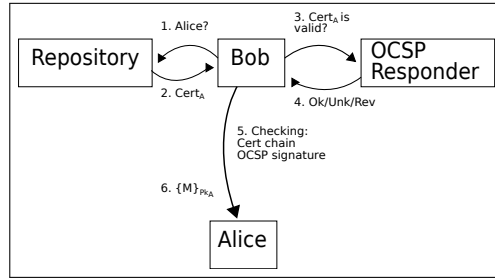 1. Alice?
3. Cert_A is
valid?
Repository
Bob
OCSP
Responder
2. Cert_A
4. Ok/Unk/Rev
5. Checking:
Cert chain
OCSP signature
6. {M}_Pk_A
Alice